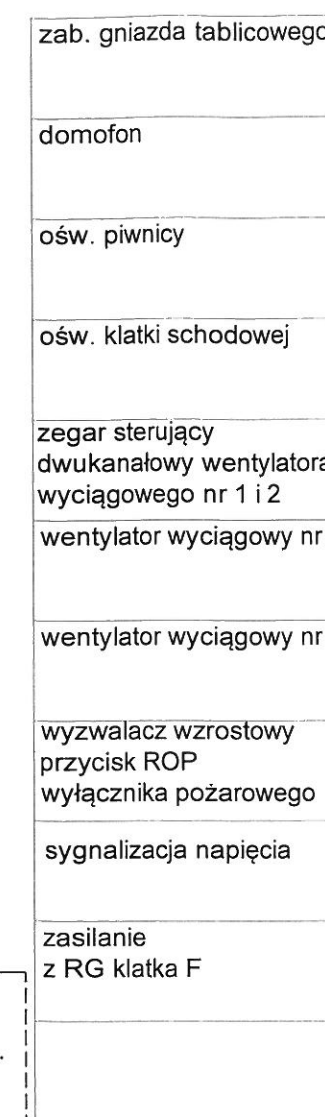 zab. gniazda tablicowego
domofon
ośw. piwnicy
ośw. klatki schodowej
zegar sterujący
dwukanałowy wentylatora
wyciągowego nr 1 i 2
wentylator wyciągowy nr
wentylator wyciągowy nr
wyzwalacz wzrostowy
przycisk ROP
wyłącznika pożarowego
sygnalizacja napięcia
zasilanie
z RG klatka F